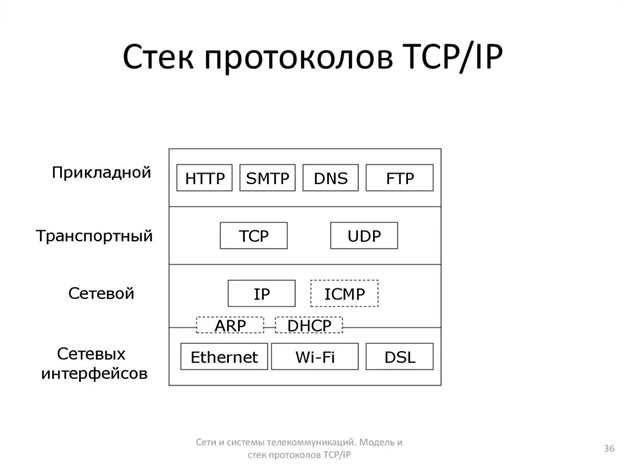 Стек протоколов TCP/IP
Прикладной
HTTP SMTP DNS FTP
Транспортный
TCP UDP
Сетевой
IP ICMP
ARP DHCP
Сетевых
интерфейсов
Ethernet Wi-Fi DSL
Сети и системы телекоммуникаций. Модель и
стек протоколов TCP/IP
36